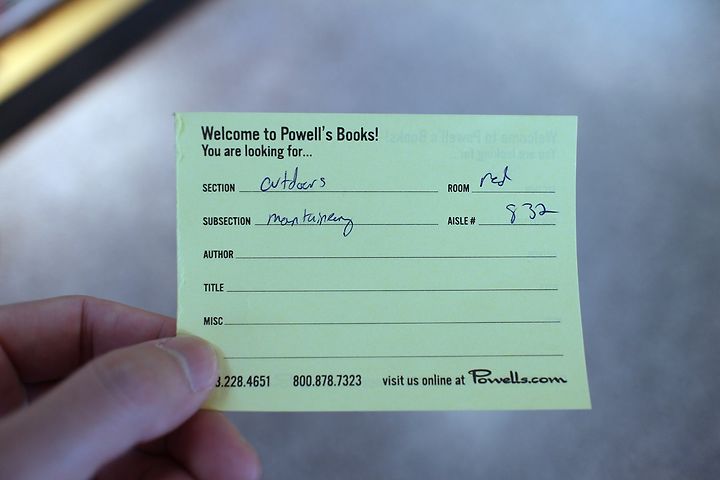 Welcome to Powell's Books!
You are looking for...
SECTION outdoors ROOM red
SUBSECTION mountaineering AISLE # 832
AUTHOR
TITLE
MISC
3.228.4651 800.878.7323 visit us online at Powells.com